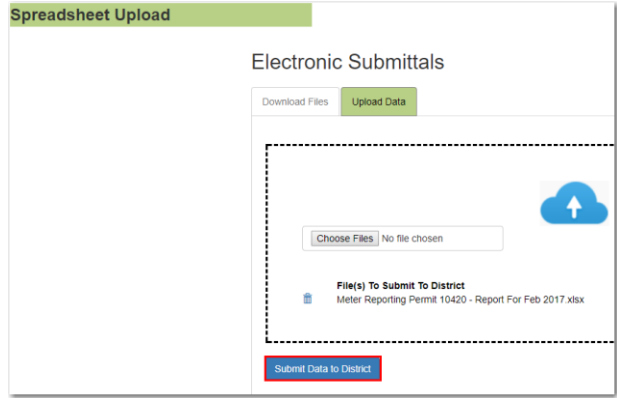 Spreadsheet Upload
Electronic Submittals
Download Files
Upload Data
Choose Files No file chosen
File(s) To Submit To District
Meter Reporting Permit 10420 - Report For Feb 2017.xlsx
Submit Data to District